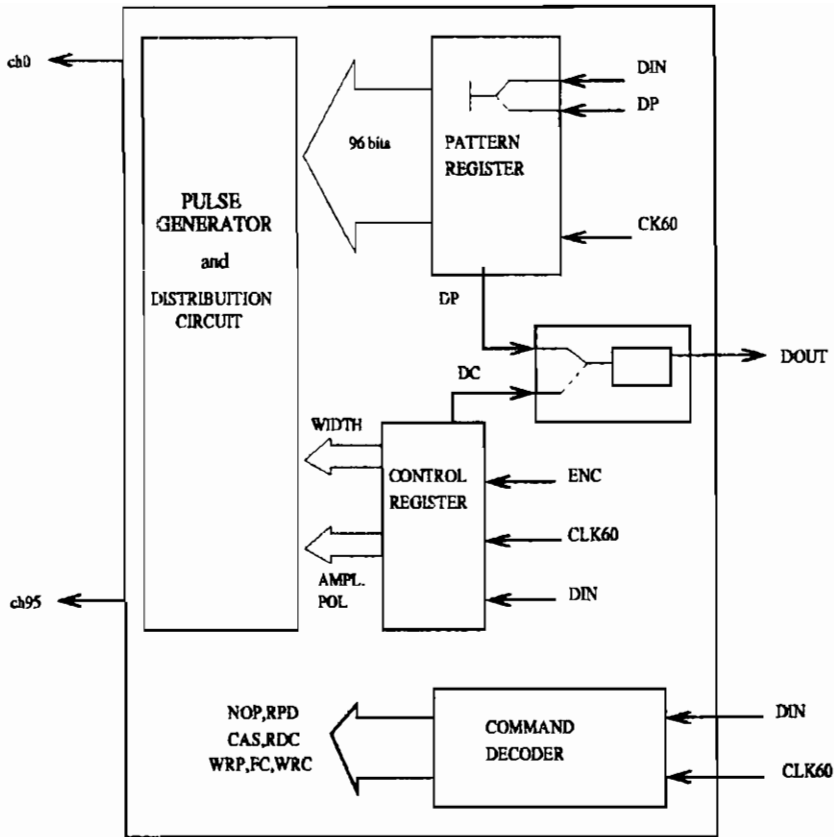 ch0
PULSE
GENERATOR
and
DISTRIBUITION
CIRCUIT
ch95
96 bits
PATTERN
REGISTER
DIN
DP
CK60
DP
DC
DOUT
WIDTH
AMPL.
POL
CONTROL
REGISTER
ENC
CLK60
DIN
NOP,RPD
CAS,RDC
WRP,FC,WRC
COMMAND
DECODER
DIN
CLK60